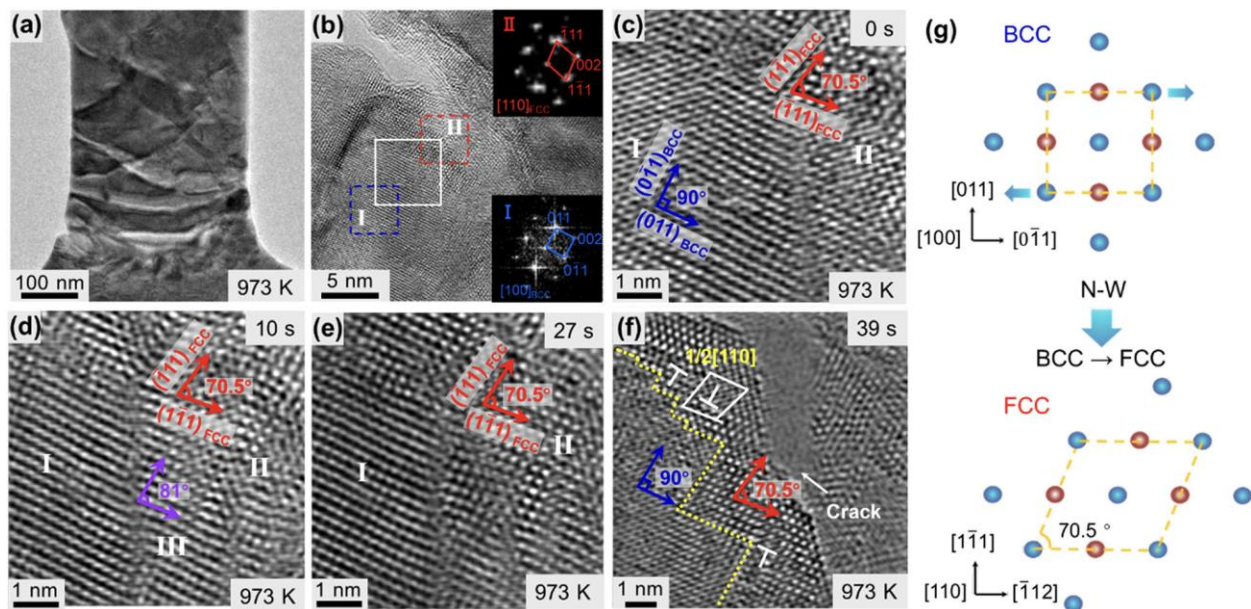 (a)
100 nm
973 K
(b)
II
1̄11
002
11̄1
[110]FCC
II
I
I
011
002
01̄1
[100]BCC
5 nm
(c)
0 s
(1̄11)FCC
70.5°
(11̄1)FCC
I
II
(01̄1)BCC
90°
(011)BCC
1 nm
973 K
(d)
10 s
(1̄11)FCC
70.5°
(11̄1)FCC
I
II
81°
III
1 nm
973 K
(e)
27 s
(1̄11)FCC
70.5°
(11̄1)FCC
I
II
1 nm
973 K
(f)
39 s
1/2[110]
90°
70.5°
Crack
1 nm
973 K
(g)
BCC
[011]
[100]
[01̄1]
N-W
BCC → FCC
FCC
70.5 °
[11̄1]
[110]
[1̄12]